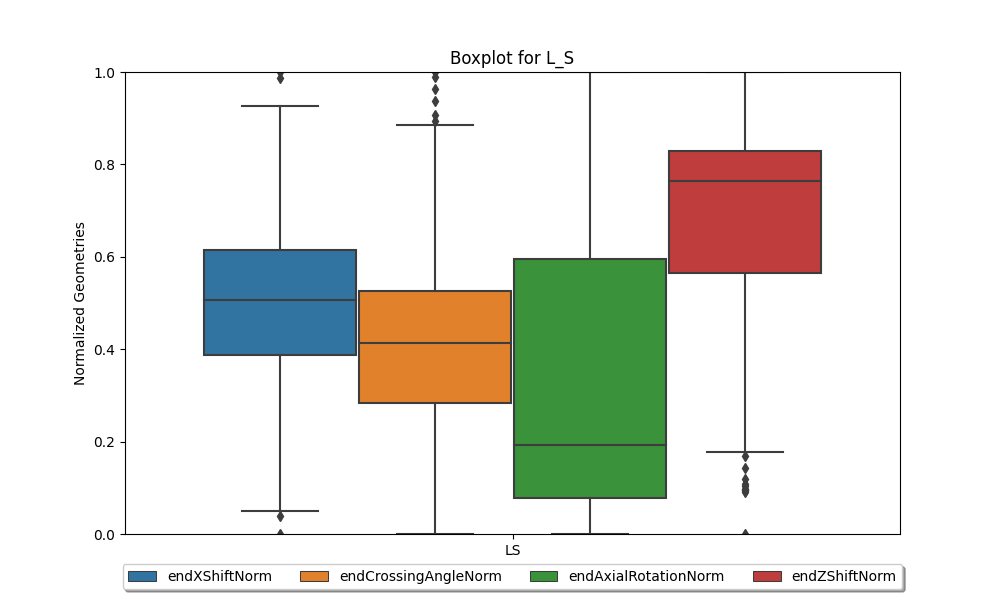 Boxplot for L_S
1.0
0.8
0.6
0.4
0.2
0.0
Normalized Geometries
LS
endXShiftNorm endCrossingAngleNorm endAxialRotationNorm endZShiftNorm